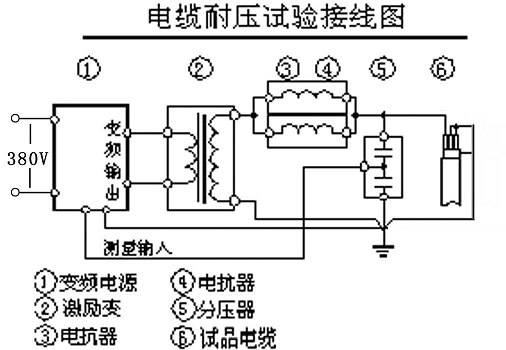 电缆耐压试验接线图
① ② ③ ④ ⑤ ⑥
380V
变频输出
测量输入
①变频电源 ④电抗器
②激励变 ⑤分压器
③电抗器 ⑥试品电缆